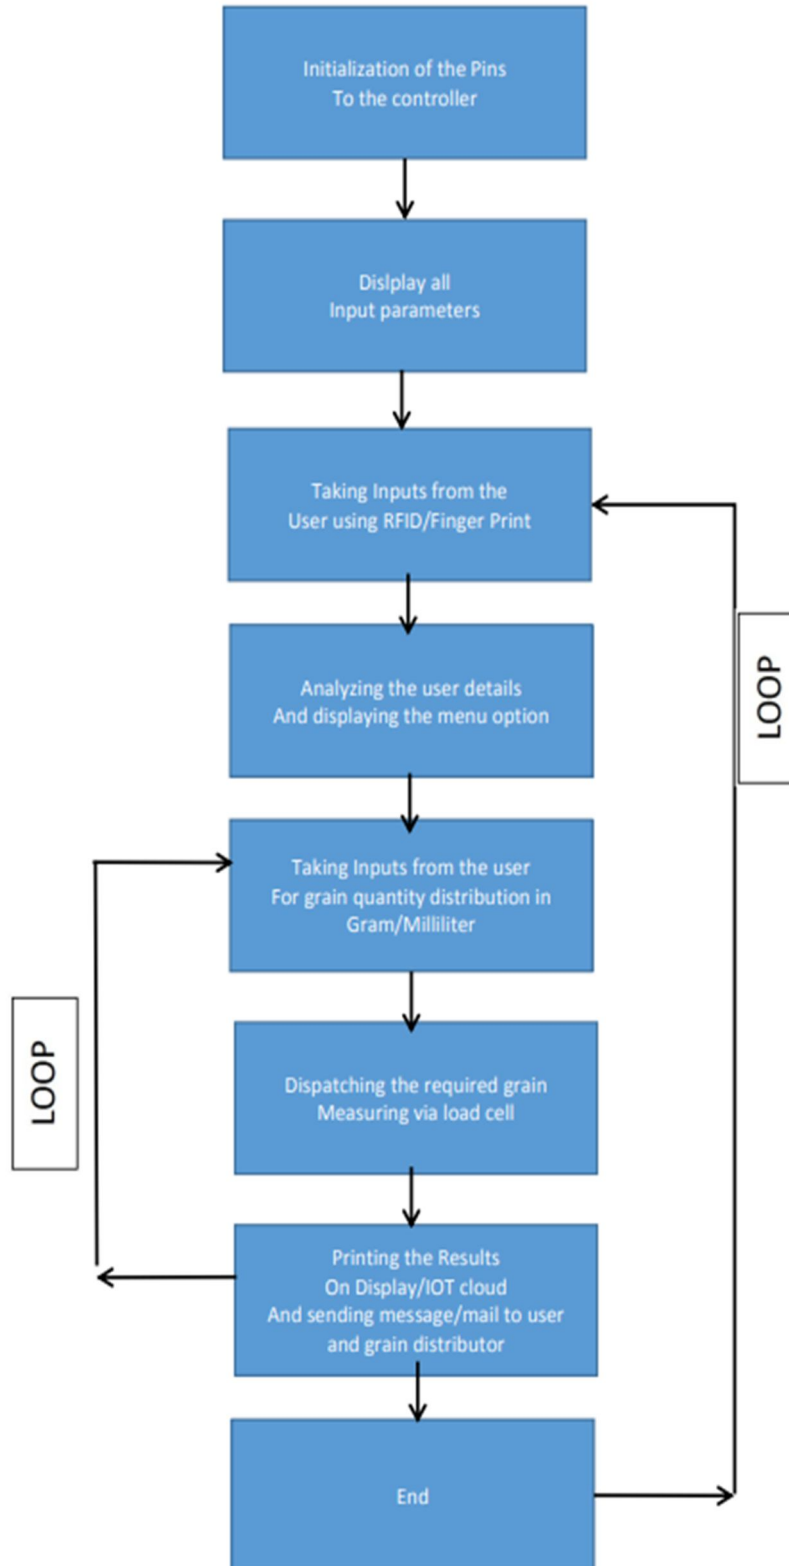 Initialization of the Pins
To the controller
Dislplay all
Input parameters
Taking Inputs from the
User using RFID/Finger Print
LOOP
Analyzing the user details
And displaying the menu option
Taking Inputs from the user
For grain quantity distribution in
Gram/Milliliter
LOOP
Dispatching the required grain
Measuring via load cell
Printing the Results
On Display/IOT cloud
And sending message/mail to user
and grain distributor
End